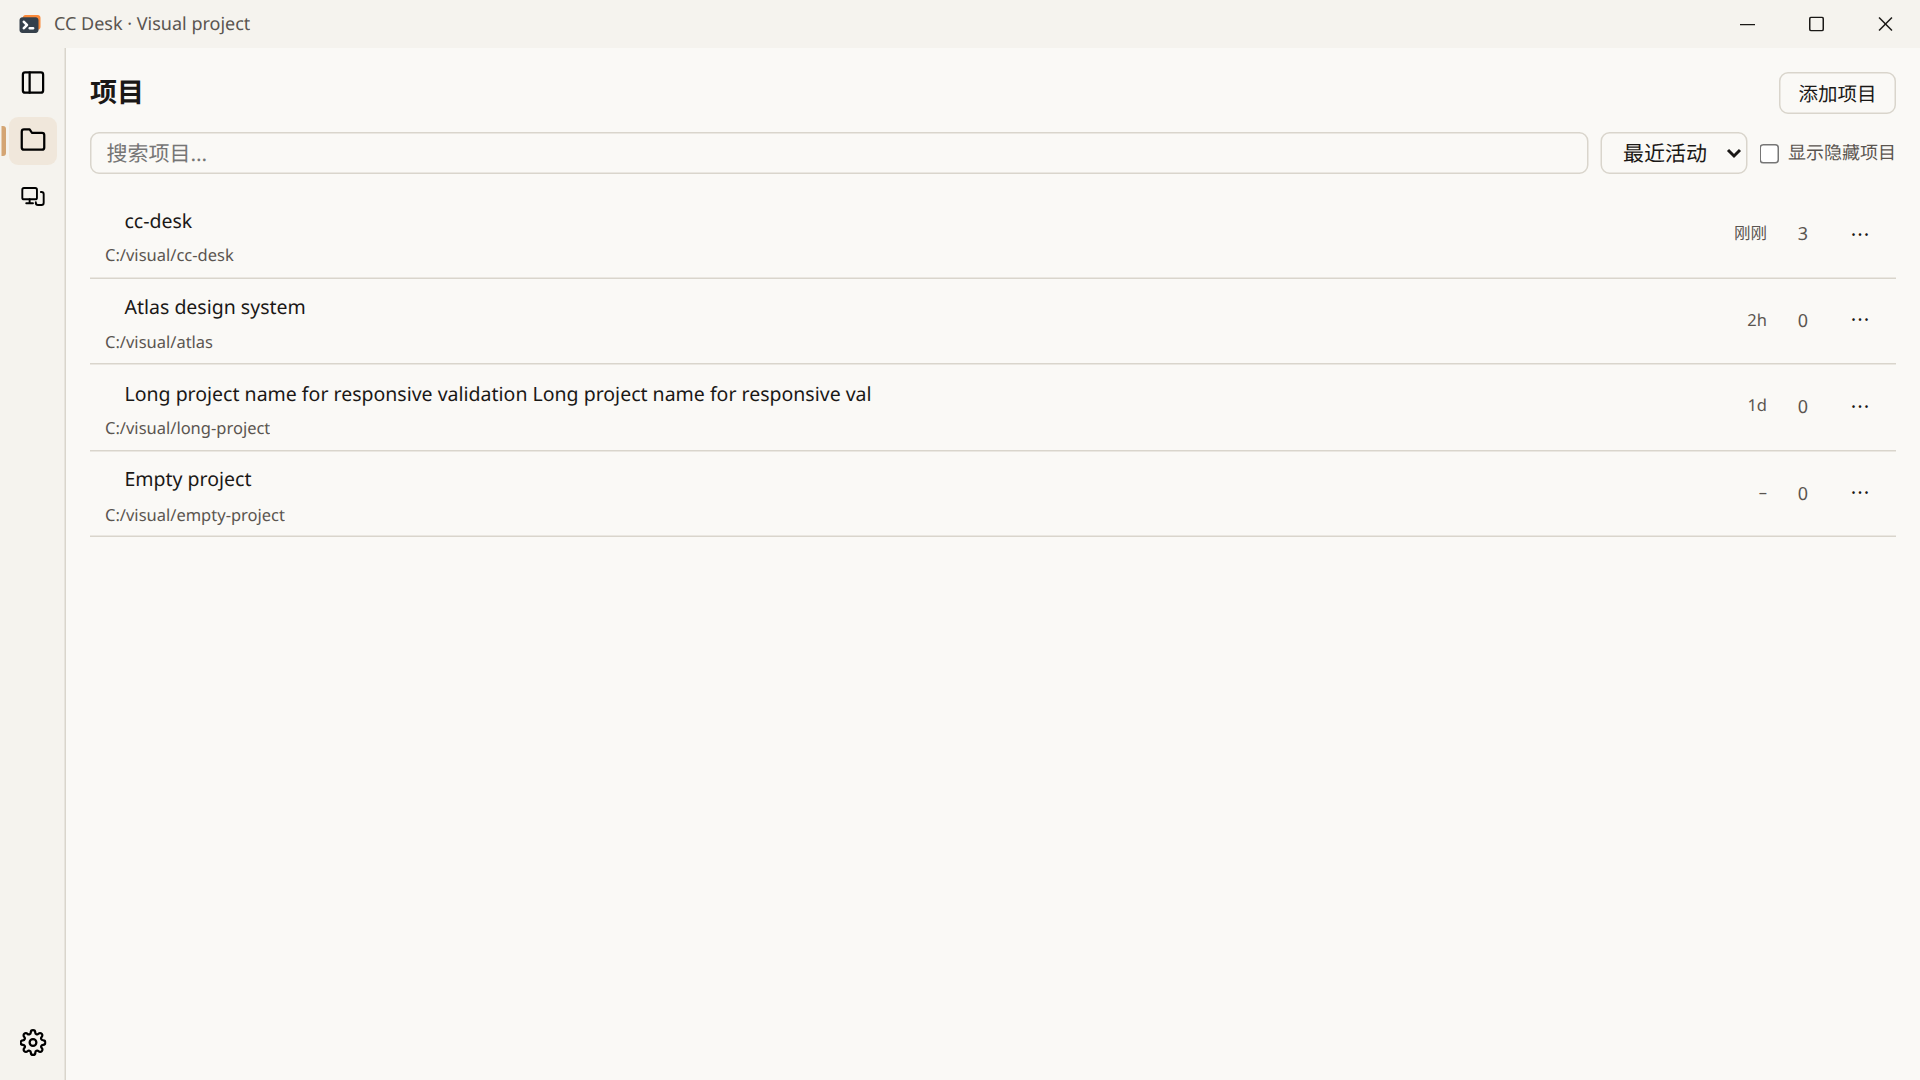 CC Desk · Visual project
项目
添加项目
搜索项目...
最近活动
显示隐藏项目
cc-desk
C:/visual/cc-desk
刚刚 3 ...
Atlas design system
C:/visual/atlas
2h 0 ...
Long project name for responsive validation Long project name for responsive val
C:/visual/long-project
1d 0 ...
Empty project
C:/visual/empty-project
– 0 ...